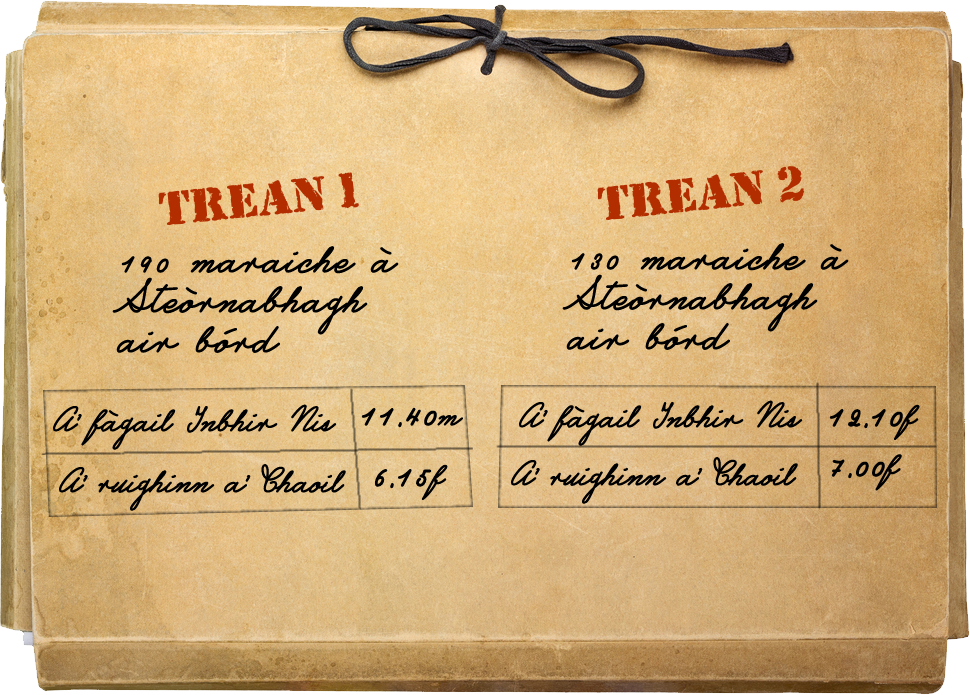 TREAN 1
190 maraiche à
Steòrnabhagh
air bórd
A' fàgail Inbhir Nis 11.40m
A' ruighinn a' Chaoil 6.15f
TREAN 2
130 maraiche à
Steòrnabhagh
air bórd
A' fàgail Inbhir Nis 12.10f
A' ruighinn a' Chaoil 7.00f